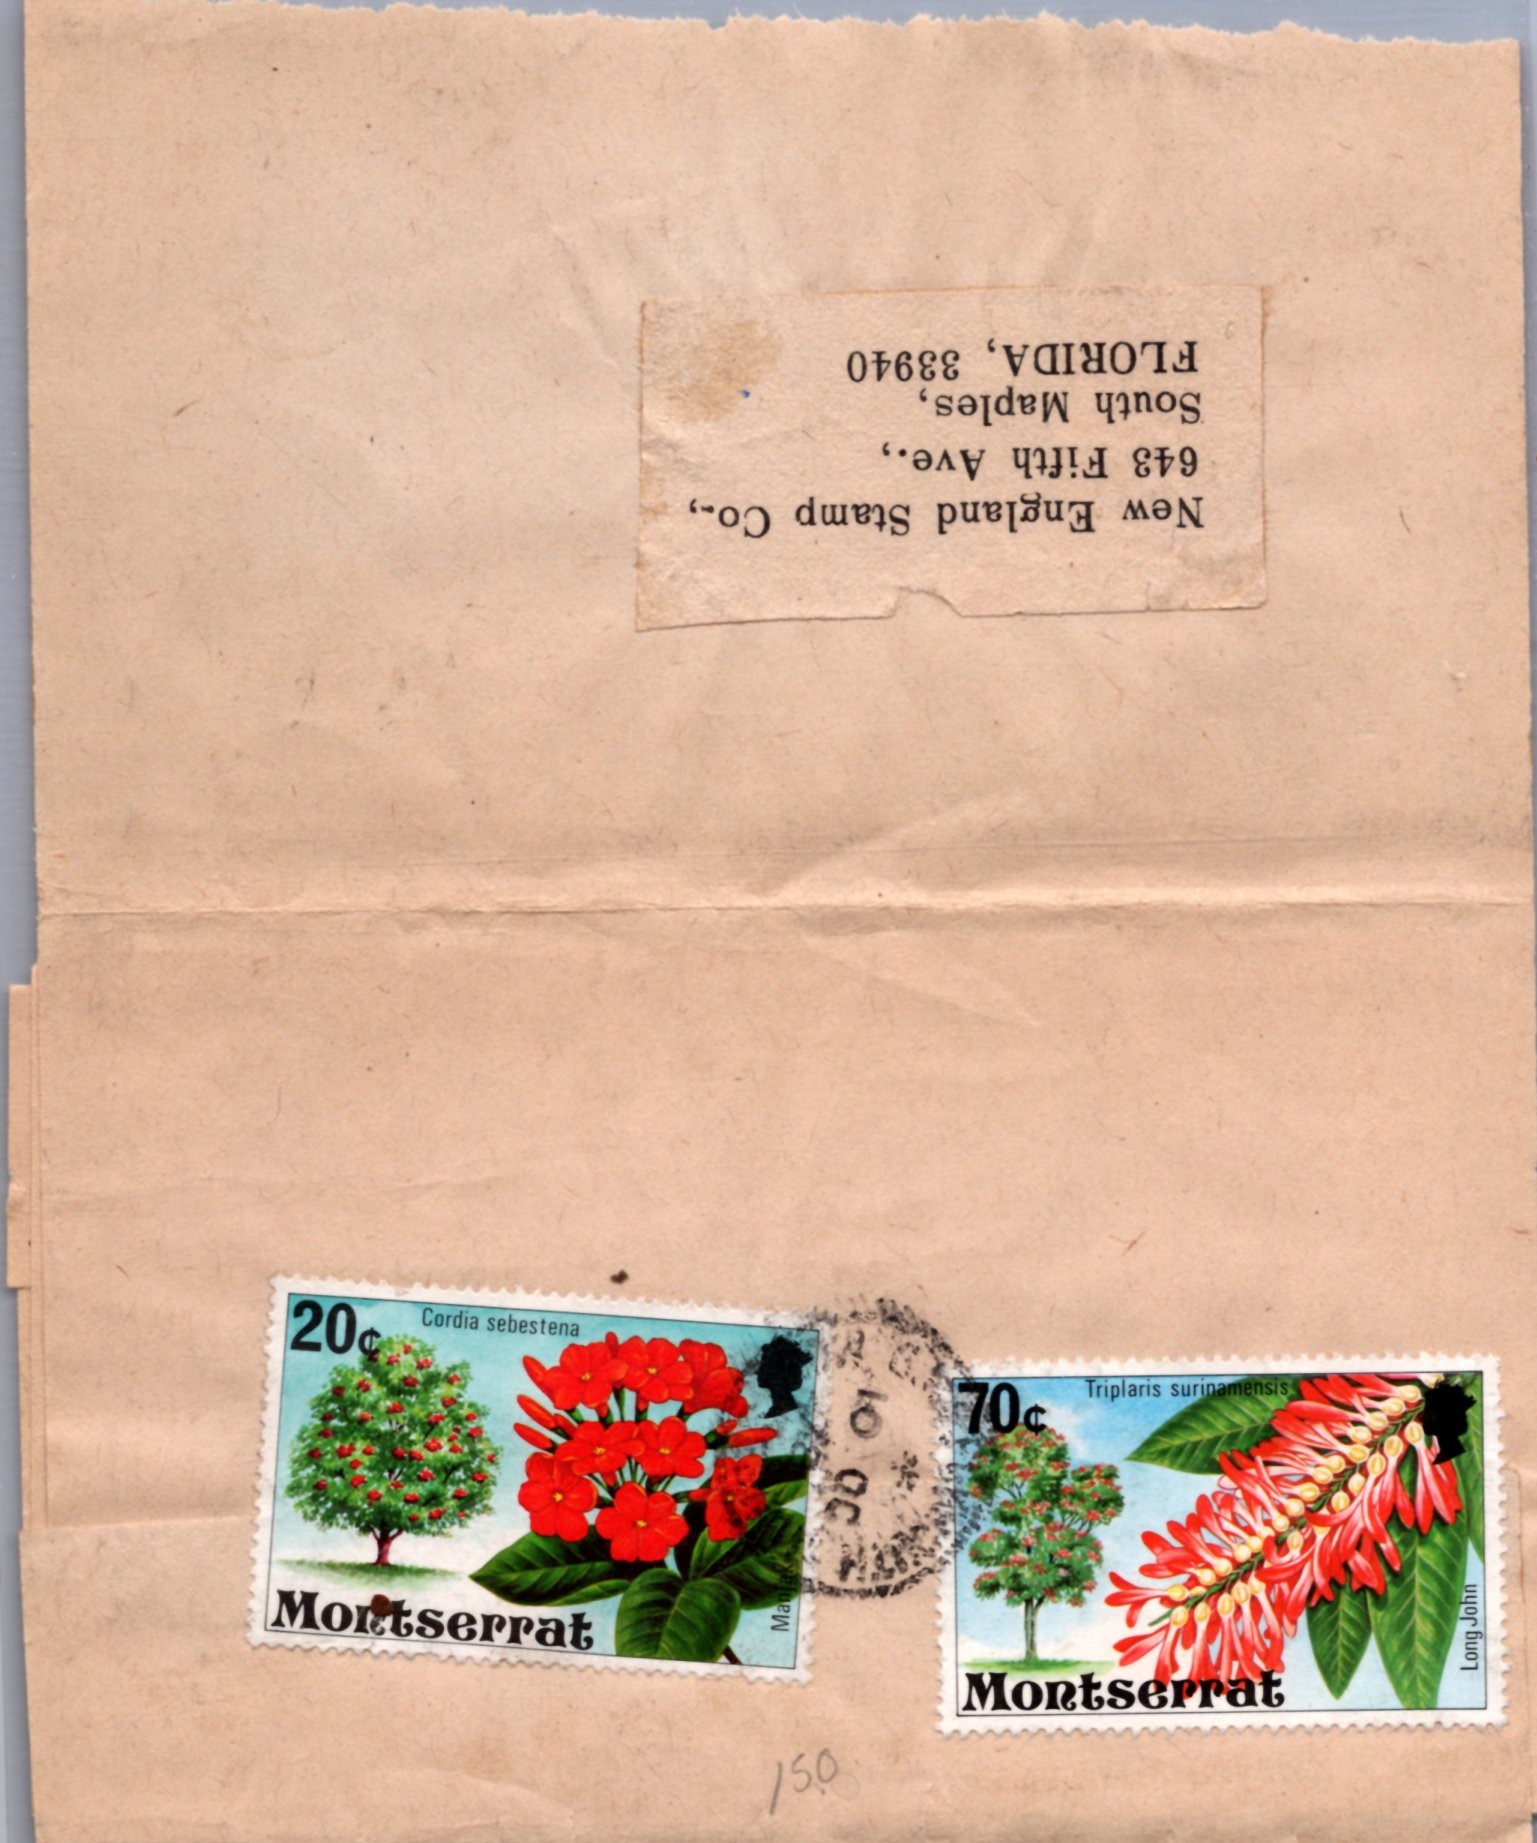 New England Stamp Co.,
643 Fifth Ave.,
South Maples,
FLORIDA, 33940
20¢
Cordia sebestena
Montserrat
70¢
Triplaris surinamensis
Long John
Montserrat
150